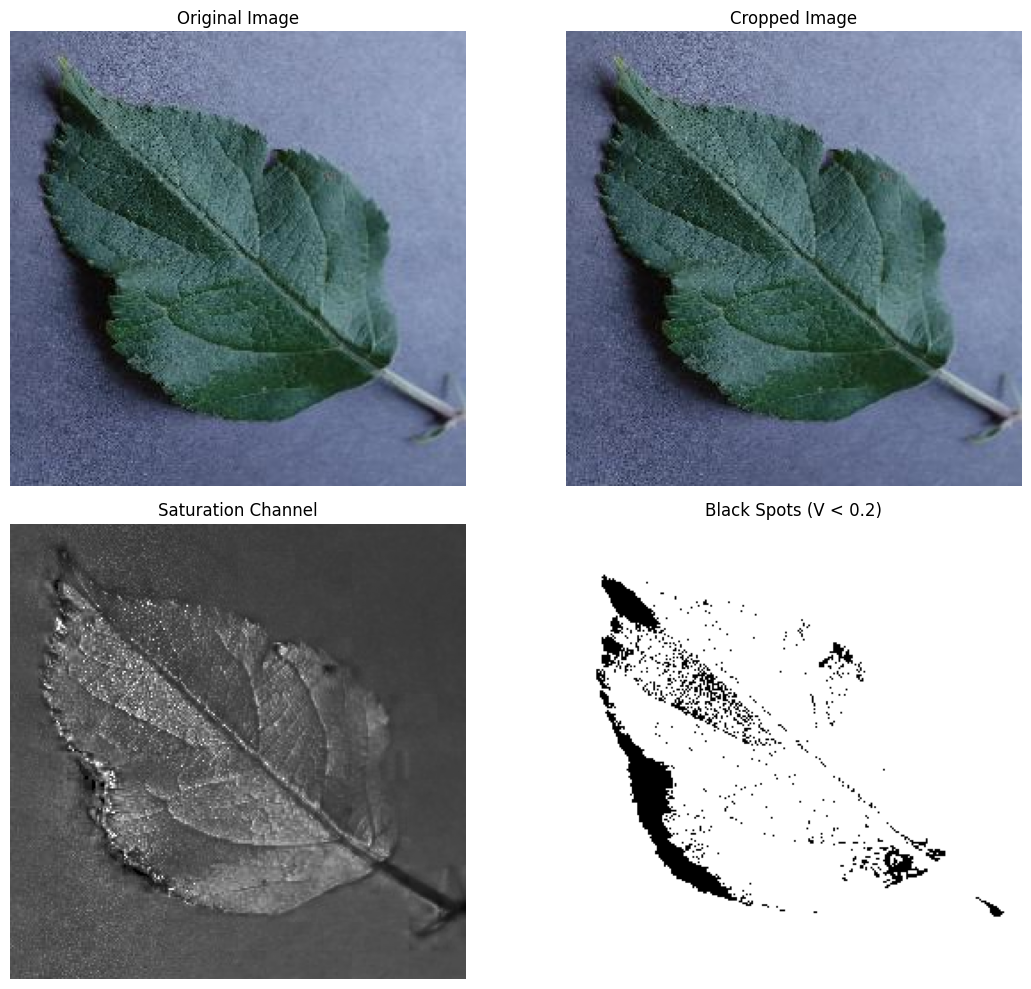 Original Image
Cropped Image
Saturation Channel
Black Spots (V < 0.2)